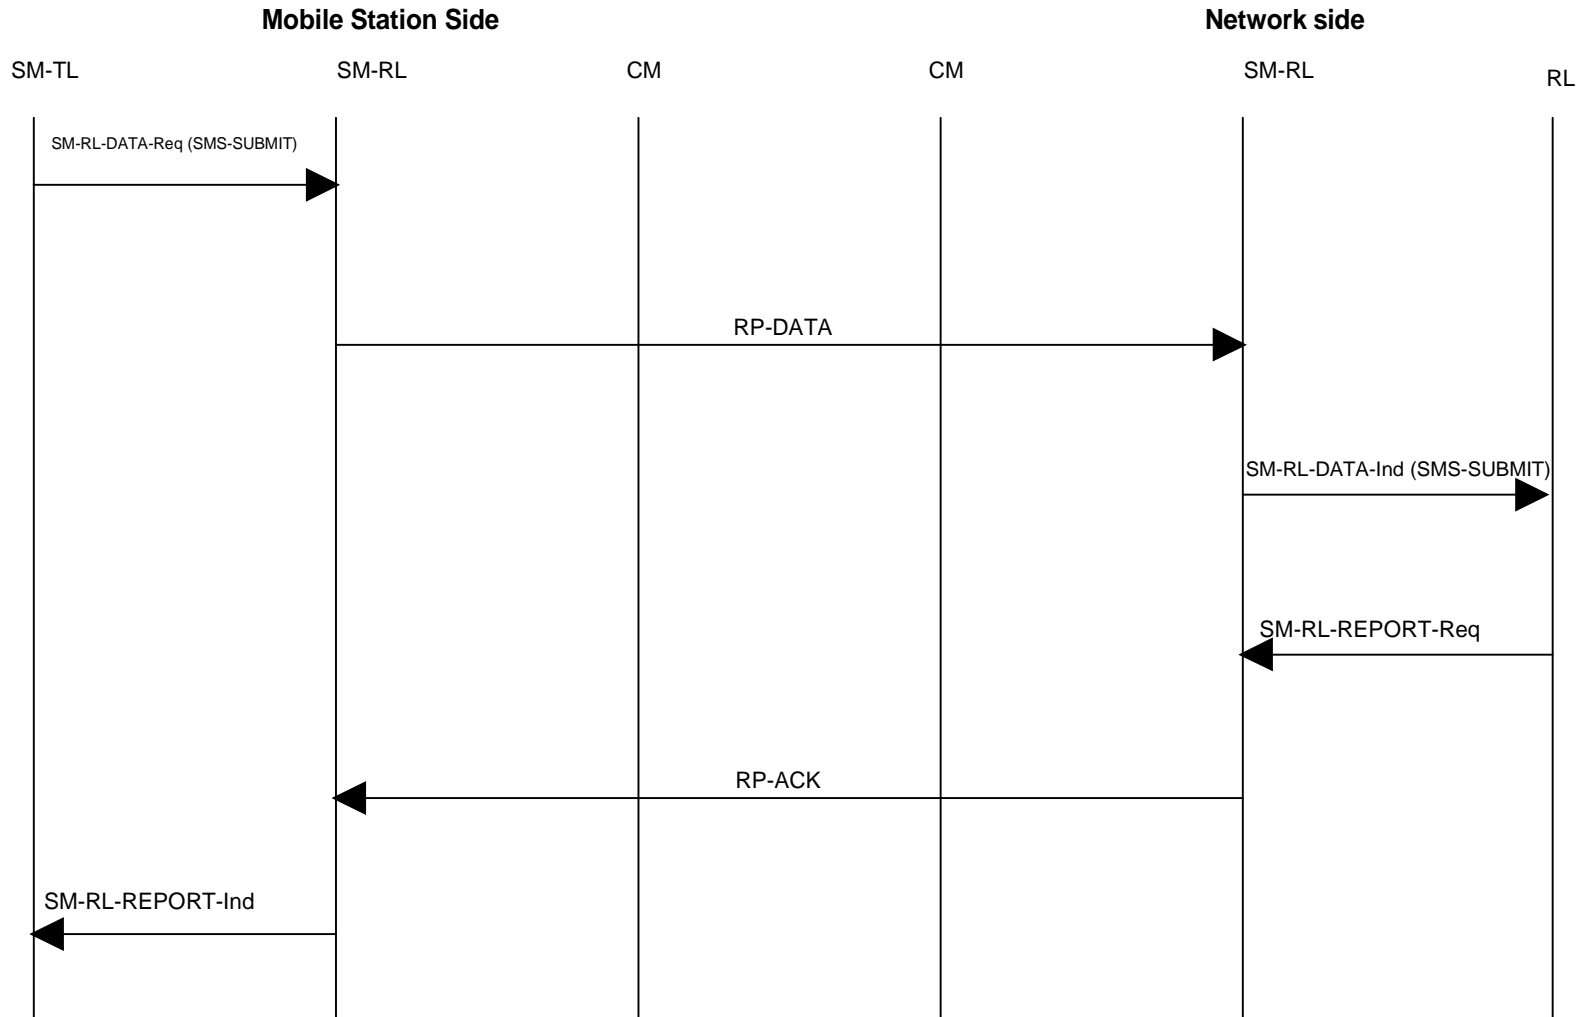 Mobile Station Side
Network side
SM-TL
SM-RL
CM
CM
SM-RL
RL
SM-RL-DATA-Req (SMS-SUBMIT)
RP-DATA
SM-RL-DATA-Ind (SMS-SUBMIT)
SM-RL-REPORT-Req
RP-ACK
SM-RL-REPORT-Ind